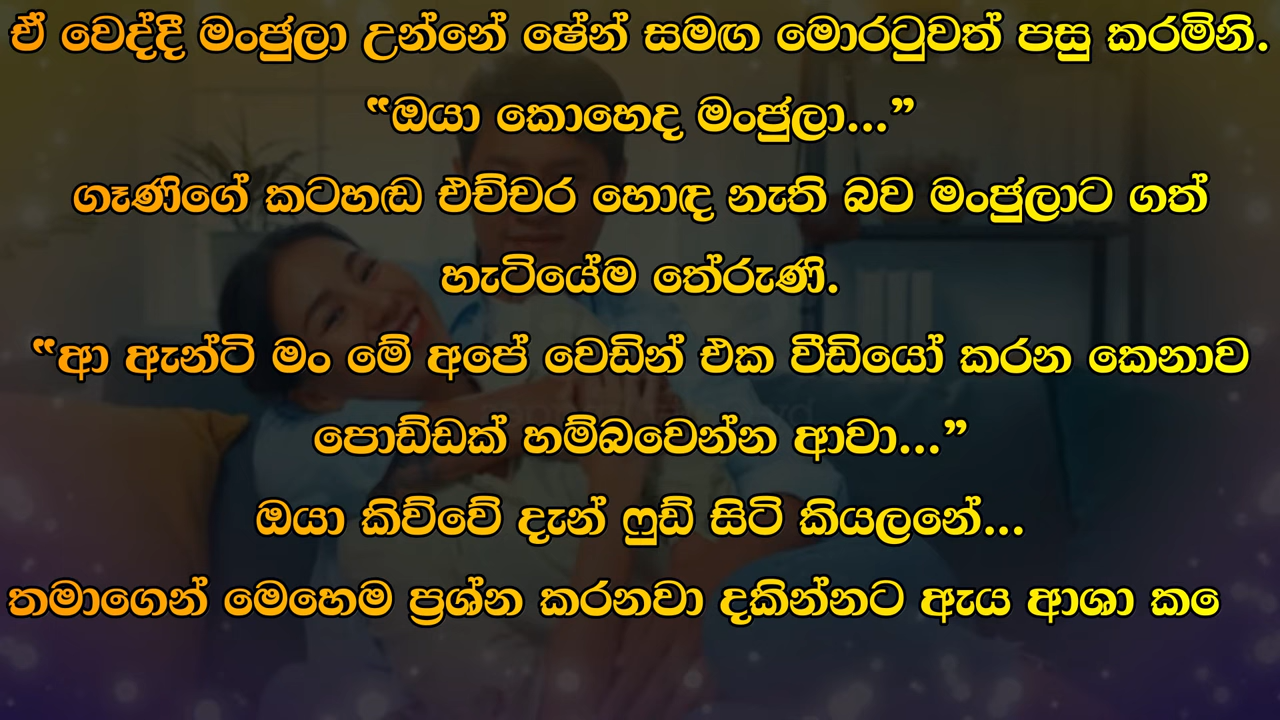 ඒ වෙද්දී මංජුලා උන්නේ ෂේන් සමඟ මොරටුවත් පසු කරමිනි.
“ඔයා කොහෙද මංජුලා...”
ගෑණිගේ කටහඬ එච්චර හොඳ නැති බව මංජුලාට ගත්
හැටියේම තේරුණි.
“ආ ඇන්ටි මං මේ අපේ වෙඩින් එක වීඩියෝ කරන කෙනාව
පොඩ්ඩක් හම්බවෙන්න ආවා...”
ඔයා කිව්වේ දැන් ෆුඩ් සිටි කියලනේ...
තමාගෙන් මෙහෙම ප්‍රශ්න කරනවා දකින්නට ඇය ආශා ක